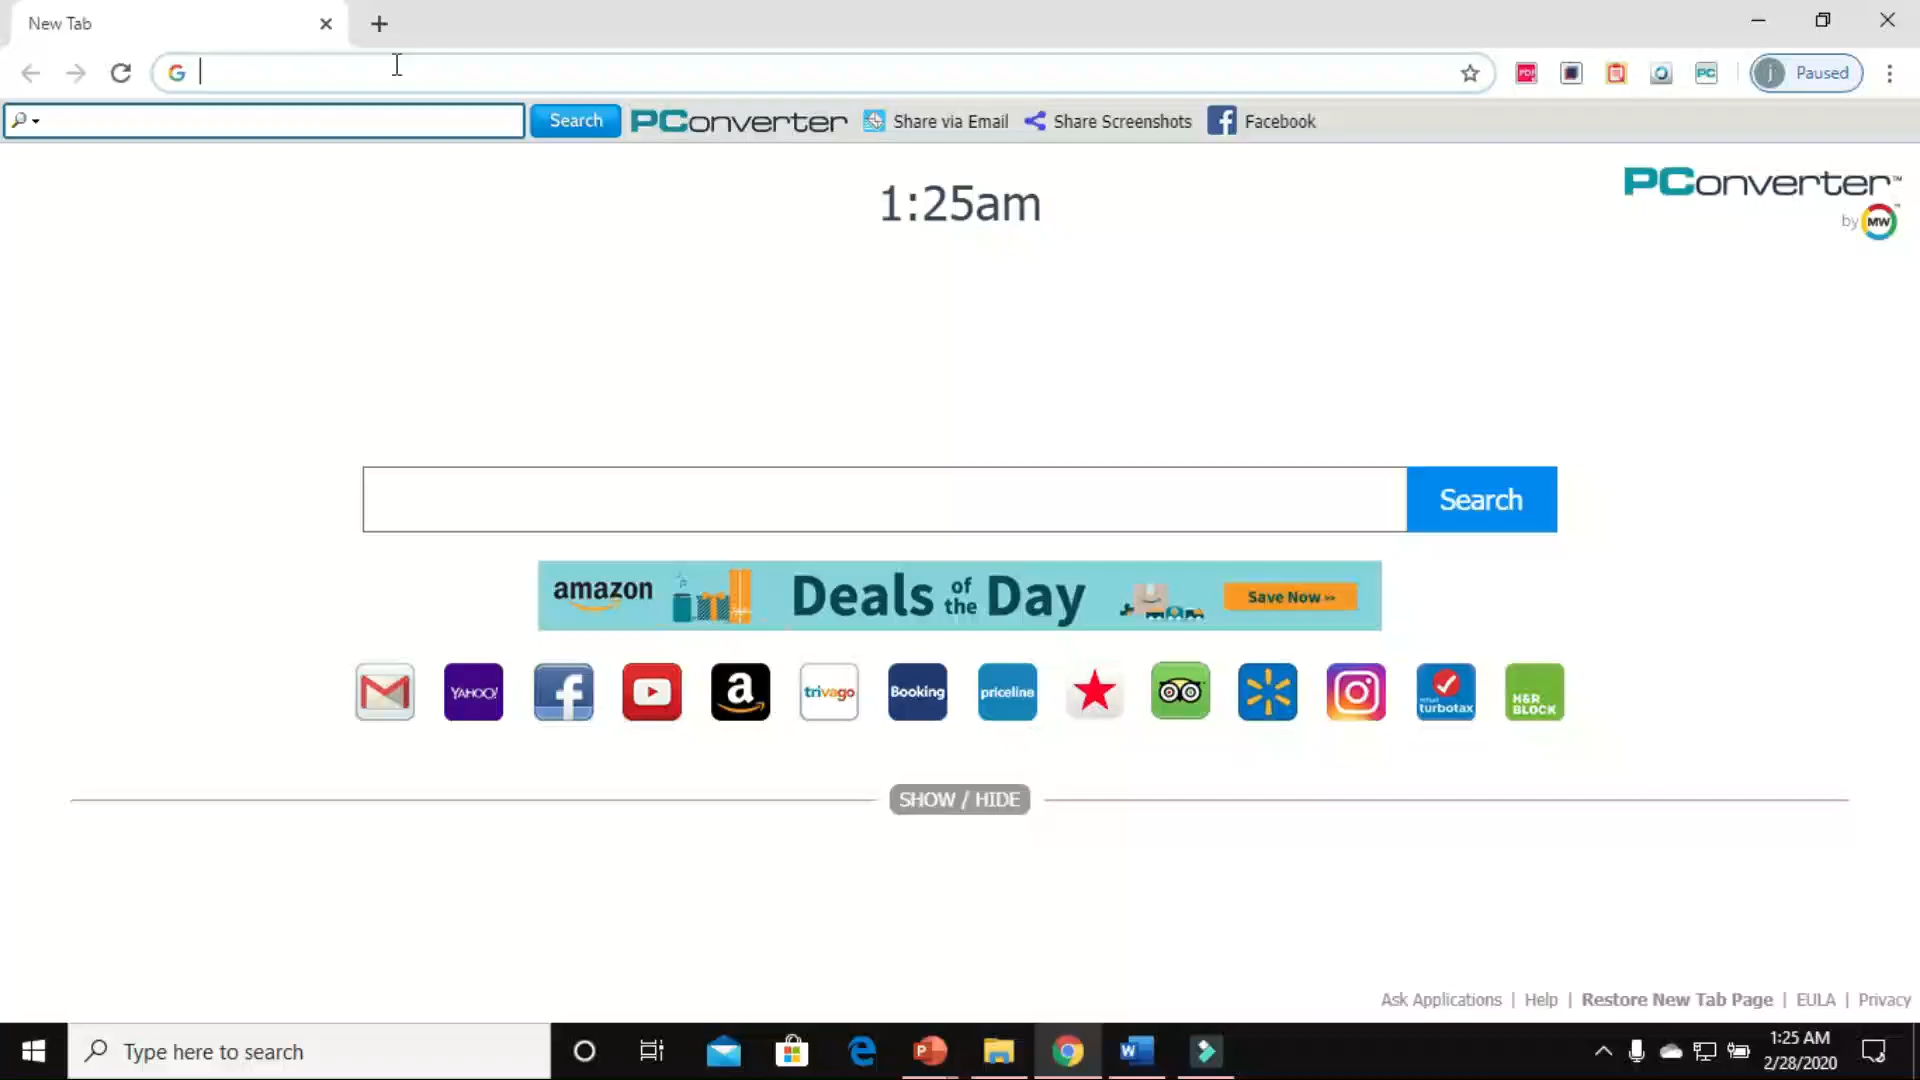 New Tab
j Paused
Search PConverter Share via Email Share Screenshots Facebook
1:25am
PConverter™
by MW
Search
amazon Deals of the Day Save Now »
YAHOO! trivago Booking priceline turbotax H&R BLOCK
SHOW / HIDE
Ask Applications | Help | Restore New Tab Page | EULA | Privacy
Type here to search
1:25 AM
2/28/2020